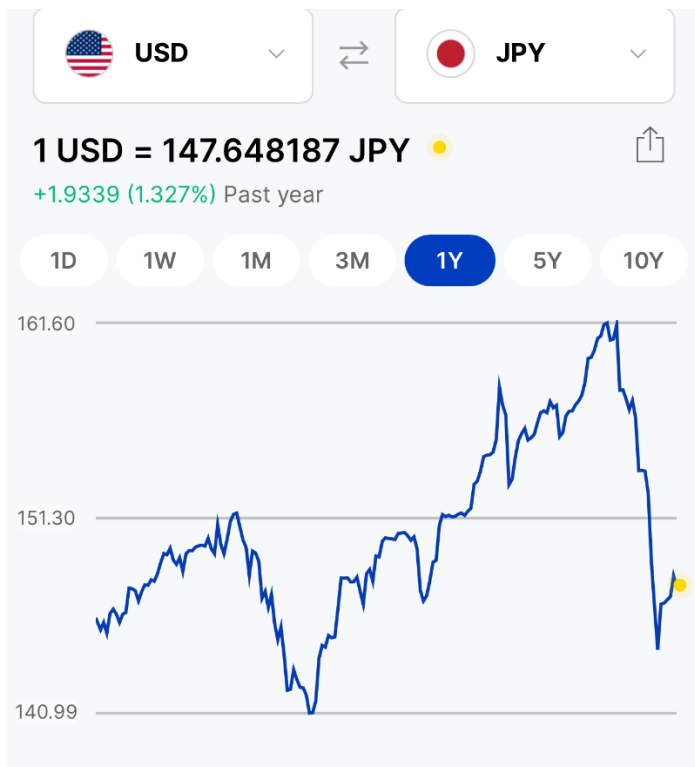 USD JPY
1 USD = 147.648187 JPY
+1.9339 (1.327%) Past year
1D 1W 1M 3M 1Y 5Y 10Y
161.60
151.30
140.99